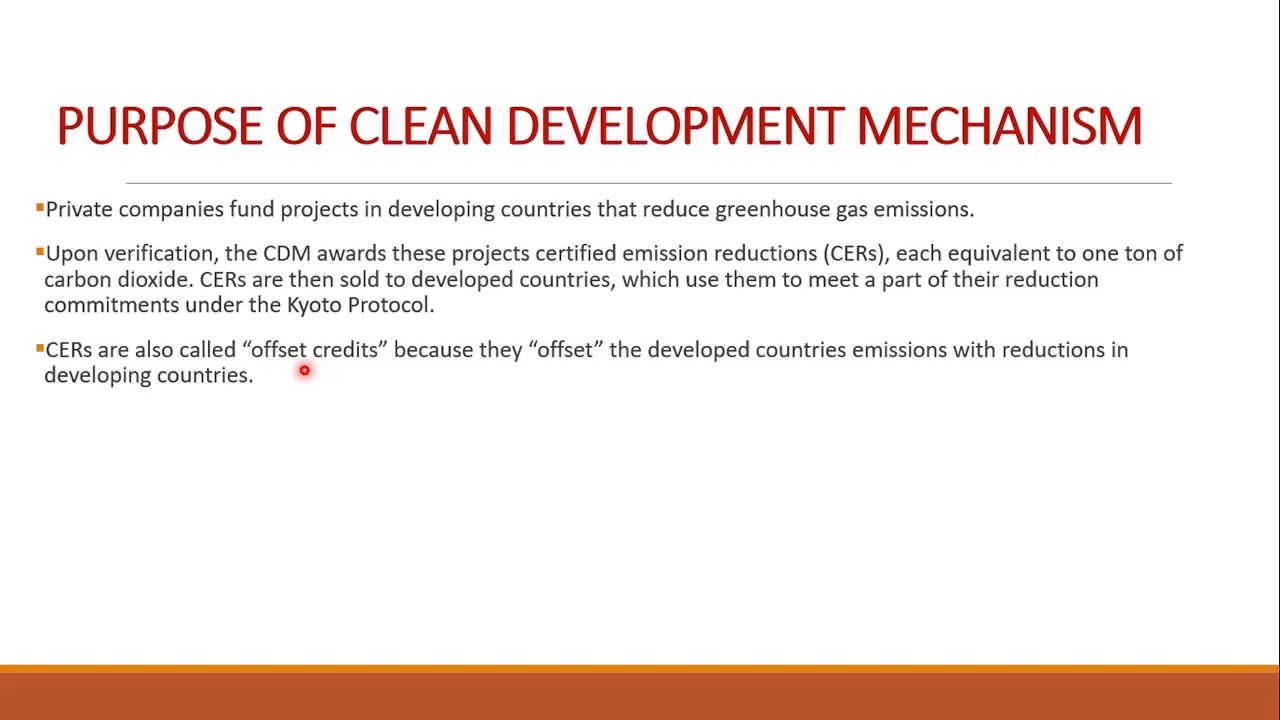 PURPOSE OF CLEAN DEVELOPMENT MECHANISM
▪Private companies fund projects in developing countries that reduce greenhouse gas emissions.
▪Upon verification, the CDM awards these projects certified emission reductions (CERs), each equivalent to one ton of
carbon dioxide. CERs are then sold to developed countries, which use them to meet a part of their reduction
commitments under the Kyoto Protocol.
▪CERs are also called “offset credits” because they “offset” the developed countries emissions with reductions in
developing countries.